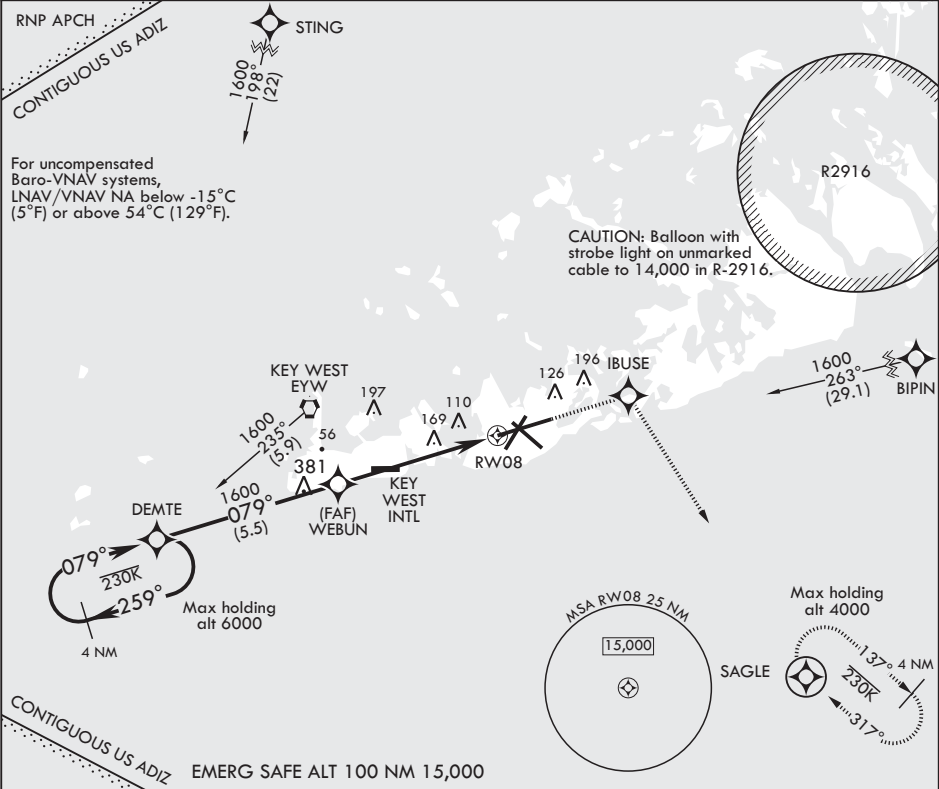 RNP APCH
CONTIGUOUS US ADIZ
STING
1600
198°
(22)
For uncompensated
Baro-VNAV systems,
LNAV/VNAV NA below -15°C
(5°F) or above 54°C (129°F).
R2916
CAUTION: Balloon with
strobe light on unmarked
cable to 14,000 in R-2916.
KEY WEST
EYW
1600
235°
(5.9)
197
56
381
169
110
126
196
IBUSE
1600
263°
(29.1)
BIPIN
RW08
KEY
WEST
INTL
(FAF)
WEBUN
1600
079°
(5.5)
DEMTE
079°
230K
259°
4 NM
Max holding
alt 6000
MSA RW08 25 NM
15,000
SAGLE
Max holding
alt 4000
137°
4 NM
230K
317°
CONTIGUOUS US ADIZ
EMERG SAFE ALT 100 NM 15,000